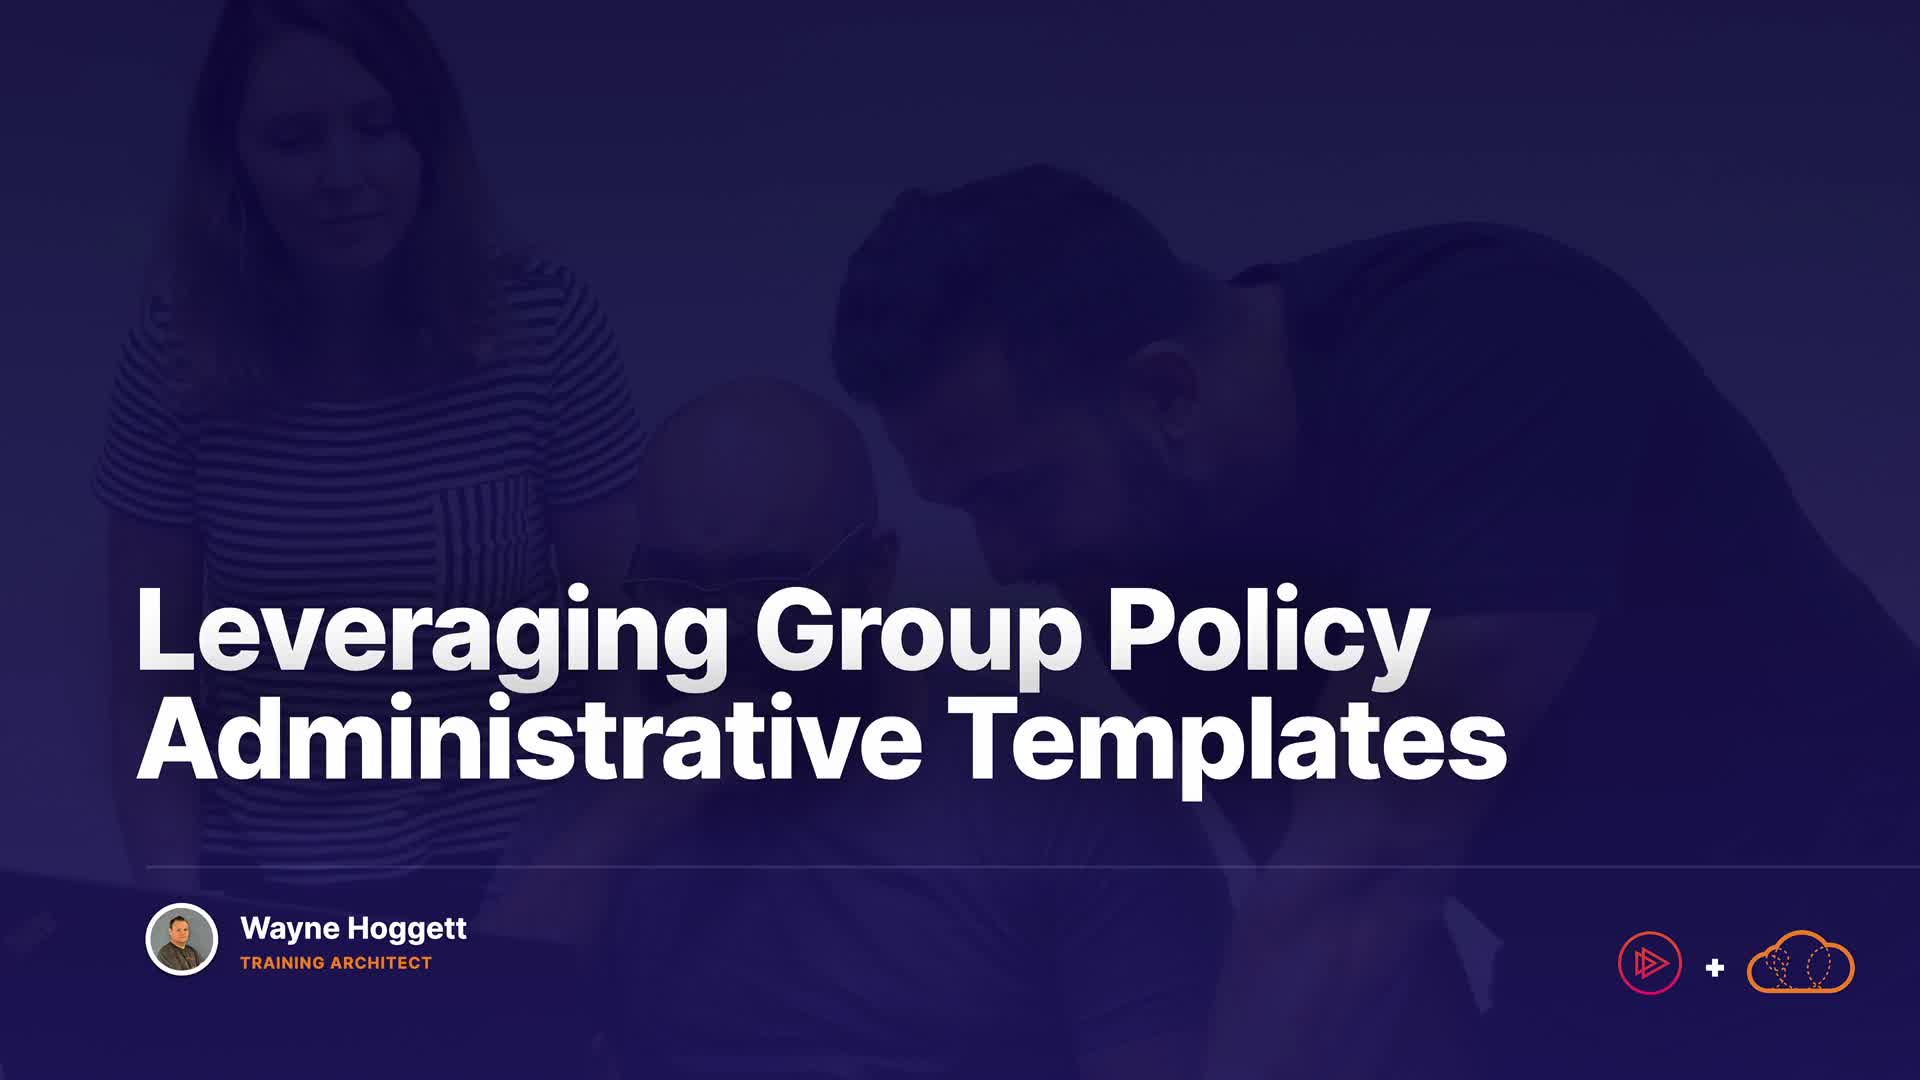 Leveraging Group Policy
Administrative Templates
Wayne Hoggett
TRAINING ARCHITECT
+